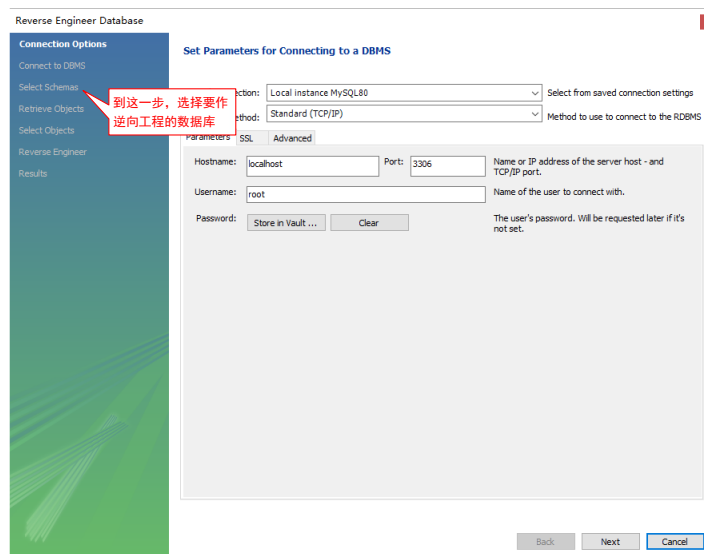 Reverse Engineer Database
Connection Options
Connect to DBMS
Select Schemas
Retrieve Objects
Select Objects
Reverse Engineer
Results
到这一步，选择要作
逆向工程的数据库
Set Parameters for Connecting to a DBMS
ction: Local instance MySQL80 Select from saved connection settings
ethod: Standard (TCP/IP) Method to use to connect to the RDBMS
Parameters SSL Advanced
Hostname: localhost Port: 3306 Name or IP address of the server host - and
TCP/IP port.
Username: root Name of the user to connect with.
Password: Store in Vault ... Clear The user's password. Will be requested later if it's
not set.
Back Next Cancel